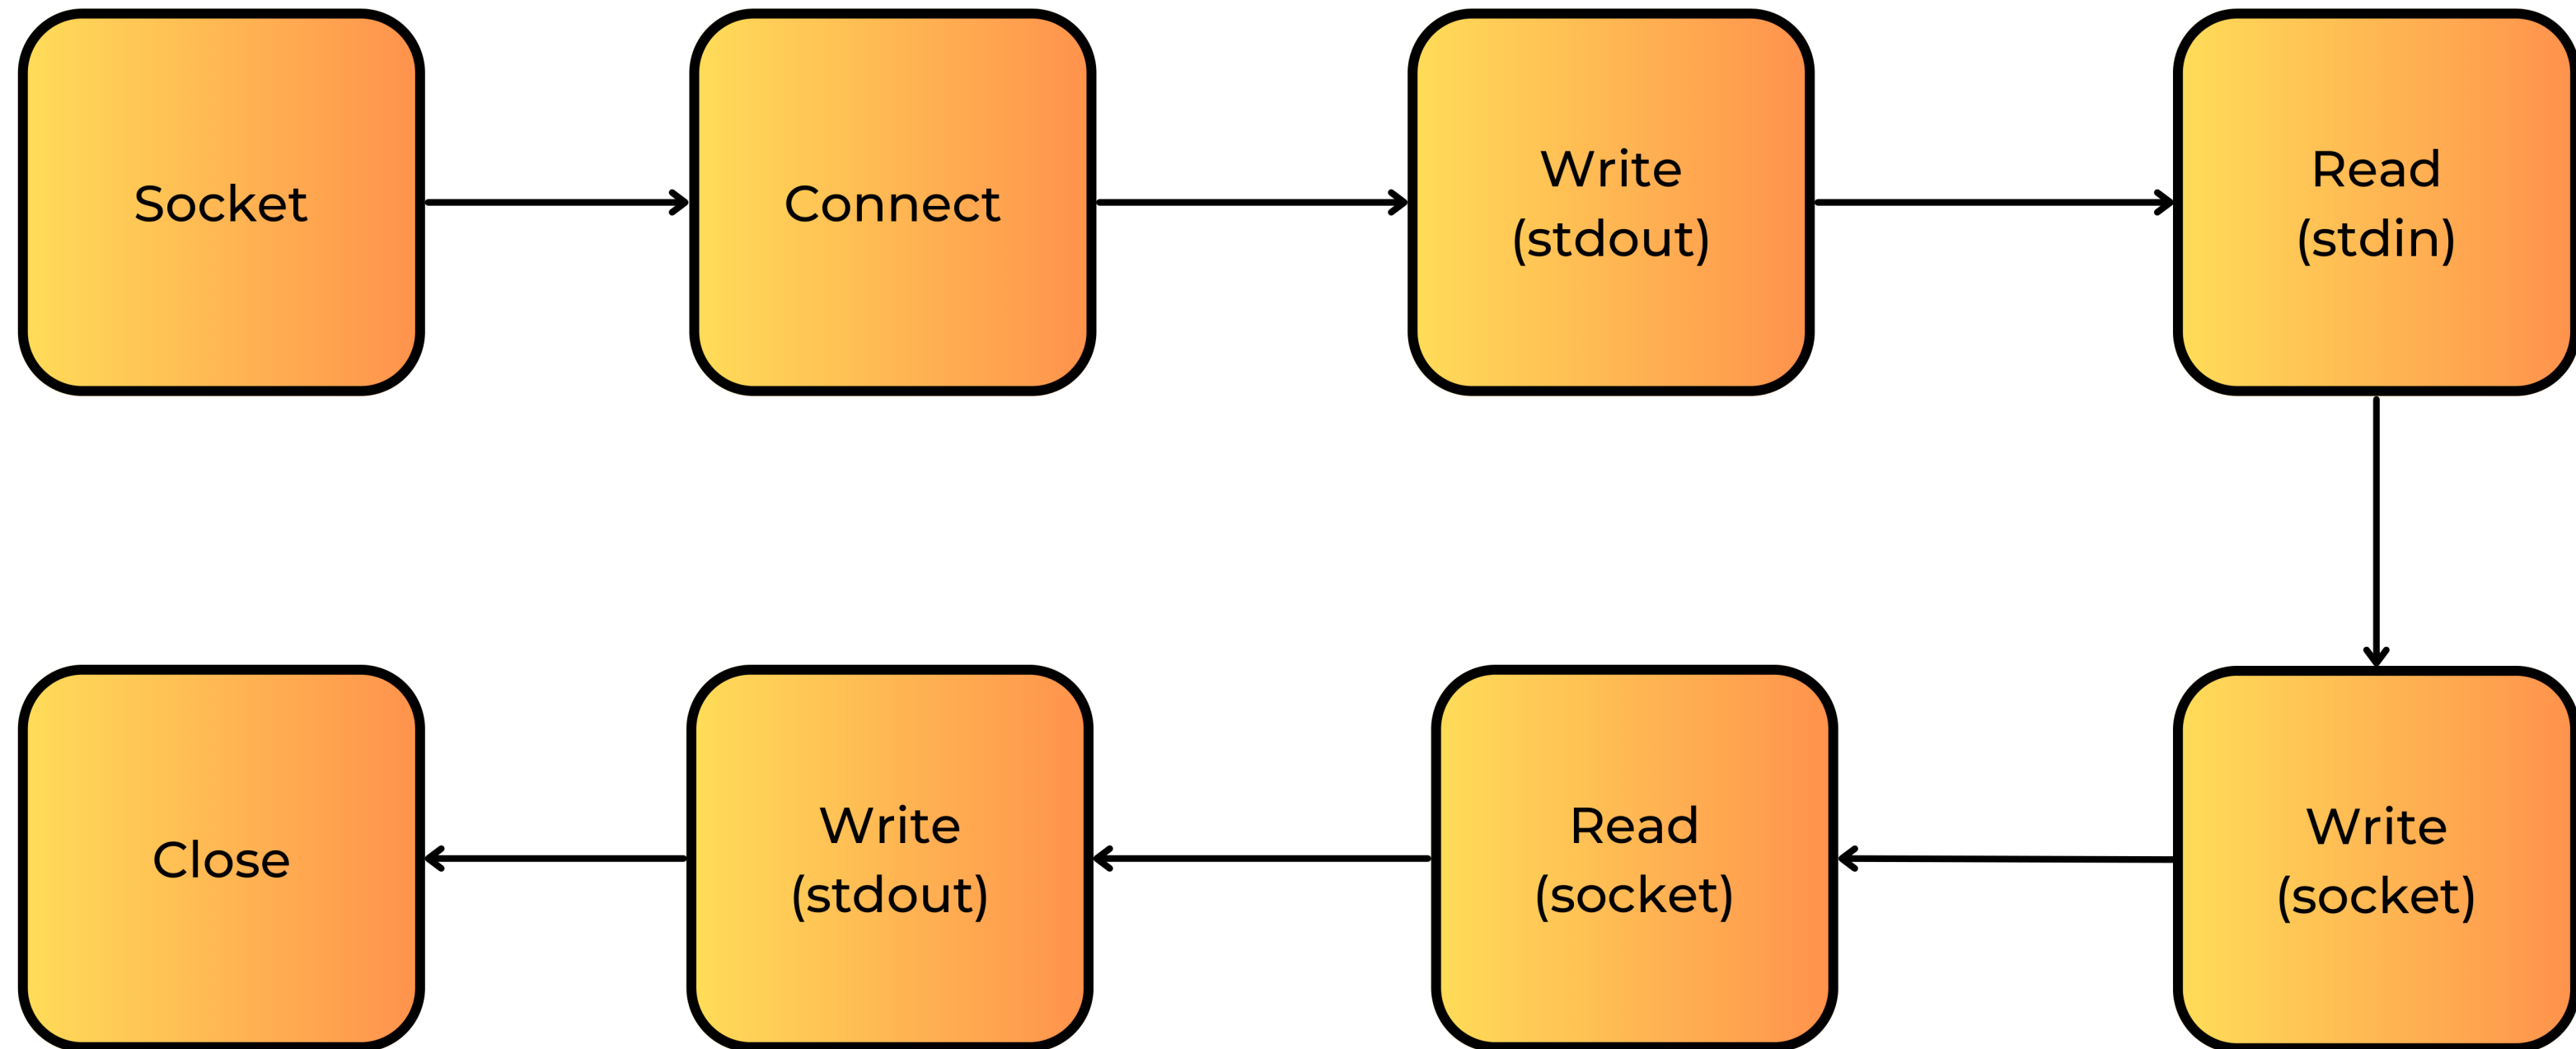 Socket
Connect
Write
(stdout)
Read
(stdin)
Write
(socket)
Read
(socket)
Write
(stdout)
Close